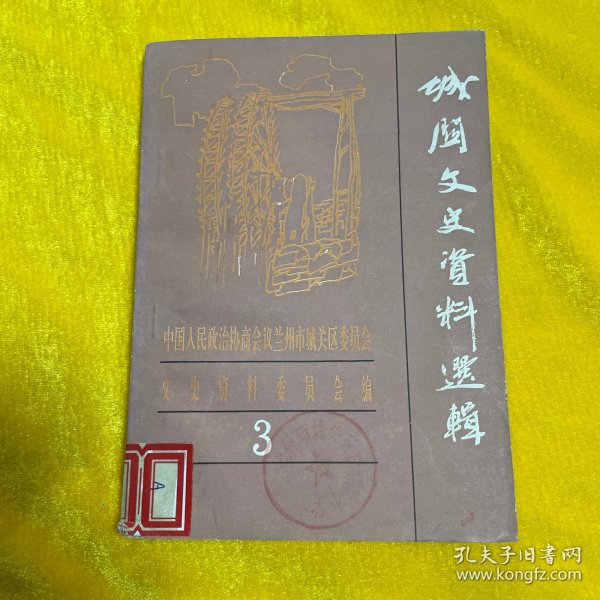 城關文史資料選輯
中国人民政治协商会议兰州市城关区委员会
文史资料委员会编
3
孔夫子旧书网
www.kongfz.com